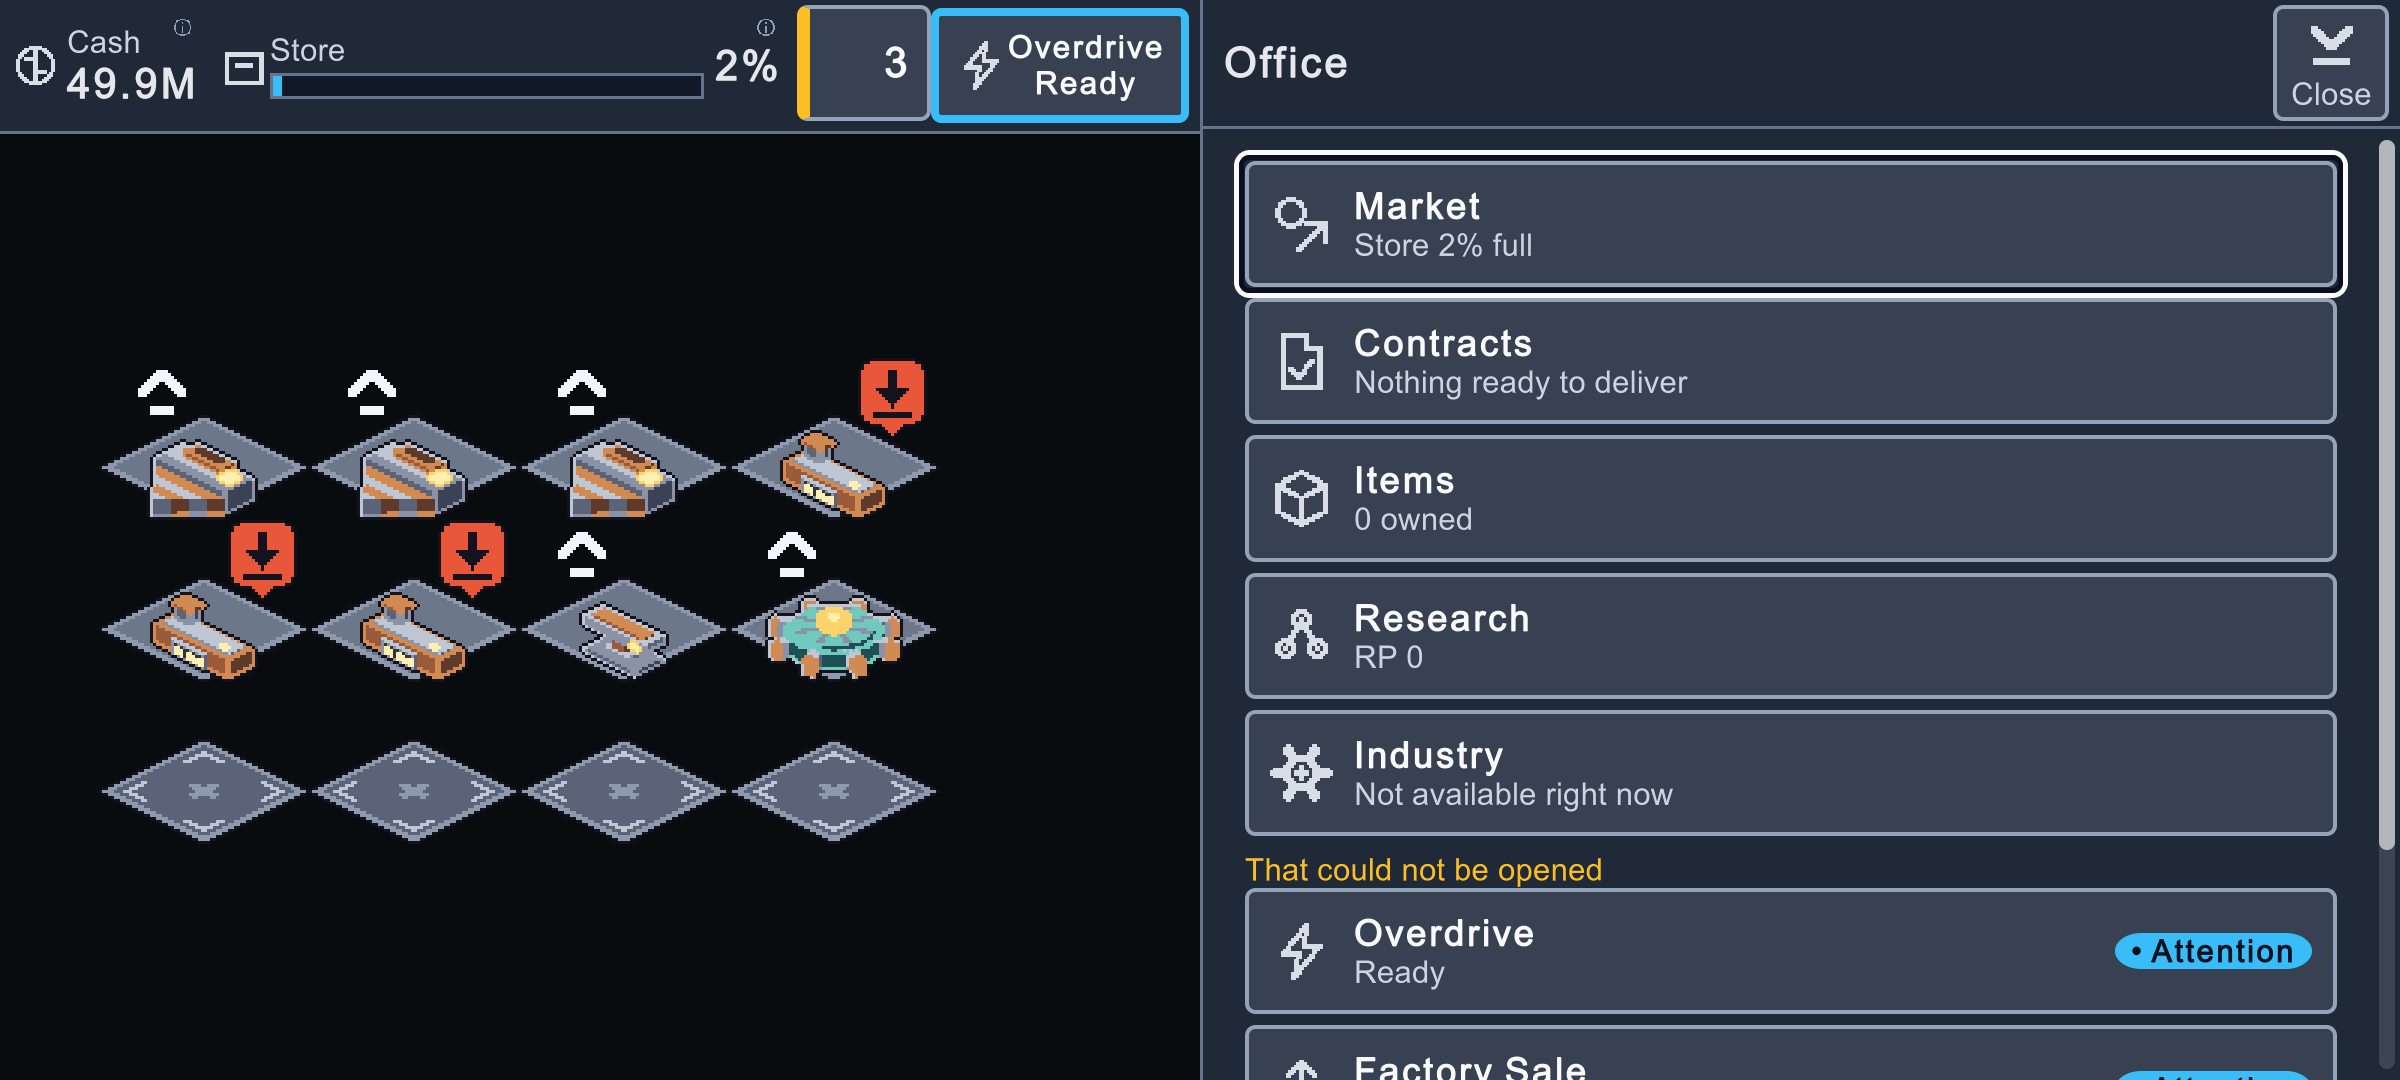 Cash
49.9M
Store
2%
3
Overdrive
Ready
Office
Close
Market
Store 2% full
Contracts
Nothing ready to deliver
Items
0 owned
Research
RP 0
Industry
Not available right now
That could not be opened
Overdrive
Ready
• Attention
Factory Sale